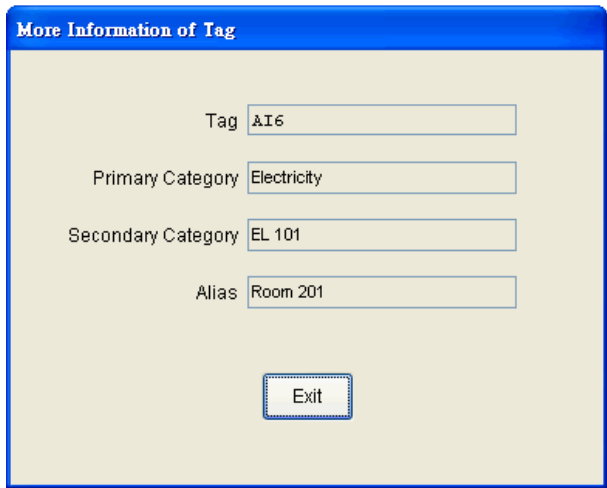 More Information of Tag
Tag AI6
Primary Category Electricity
Secondary Category EL 101
Alias Room 201
Exit